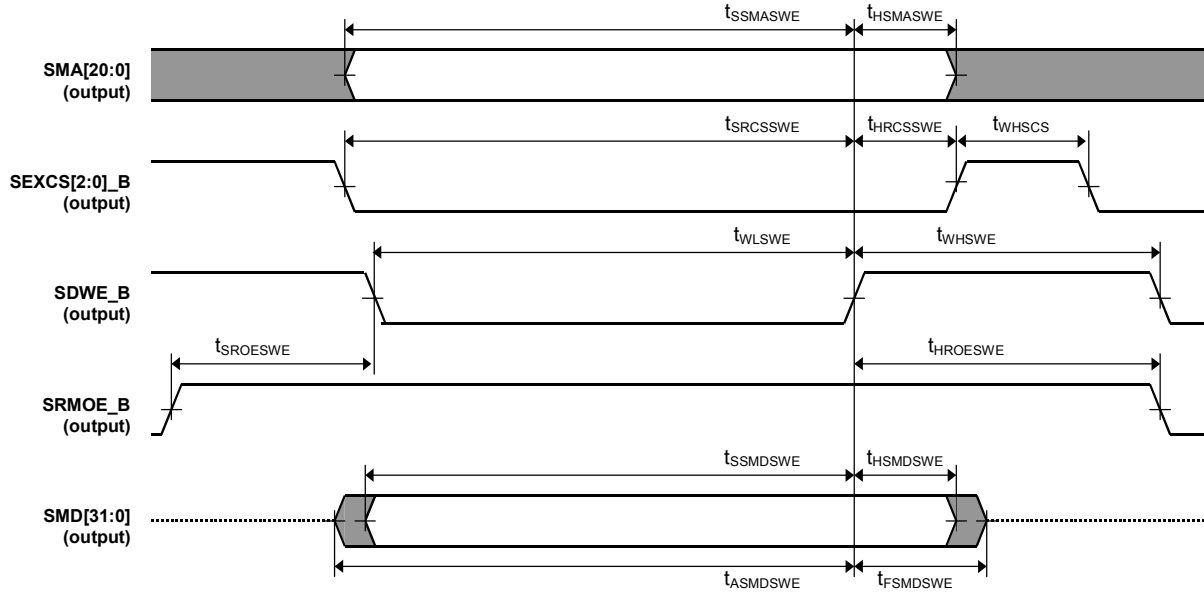 tSSMASWE tHSMASWE
SMA[20:0]
(output)
tSRCSSWE tHRCSSWE tWHSCS
SEXCS[2:0]_B
(output)
tWLSWE tWHSWE
SDWE_B
(output)
tSROESWE tHROESWE
SRMOE_B
(output)
tSSMDSWE tHSMDSWE
SMD[31:0]
(output)
tASMDSWE tFSMDSWE